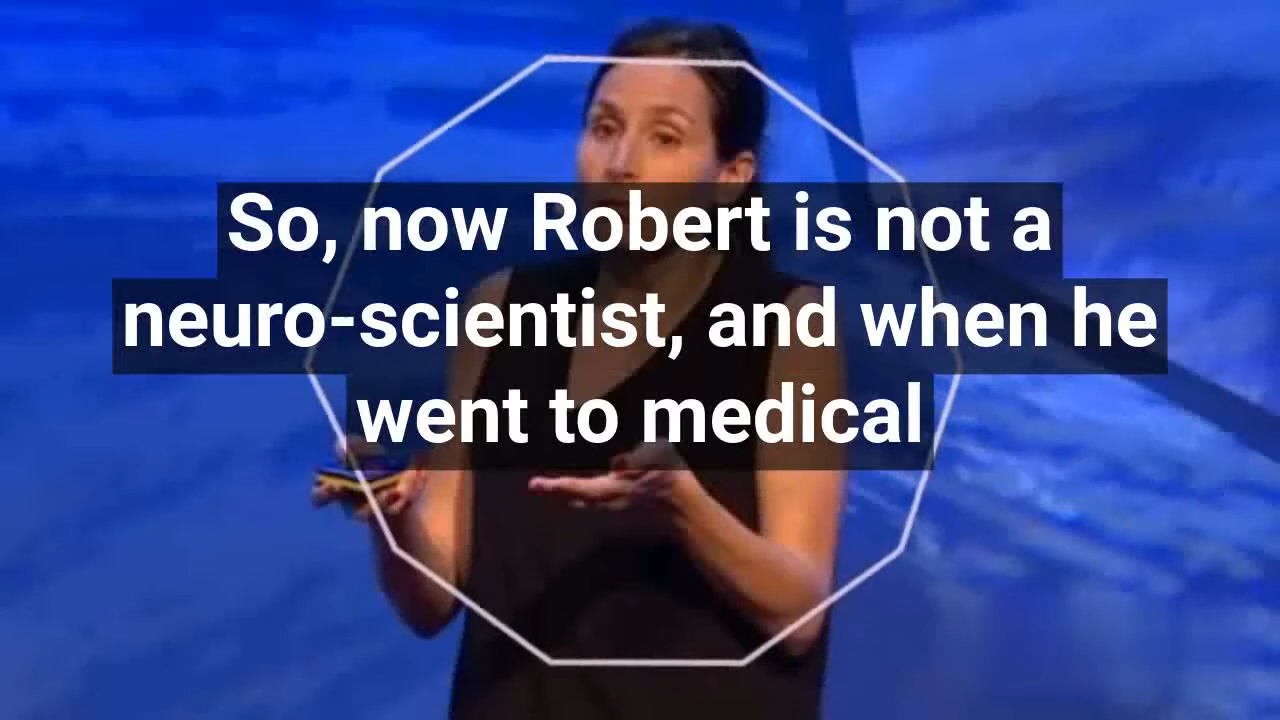 So, now Robert is not a
neuro-scientist, and when he
went to medical